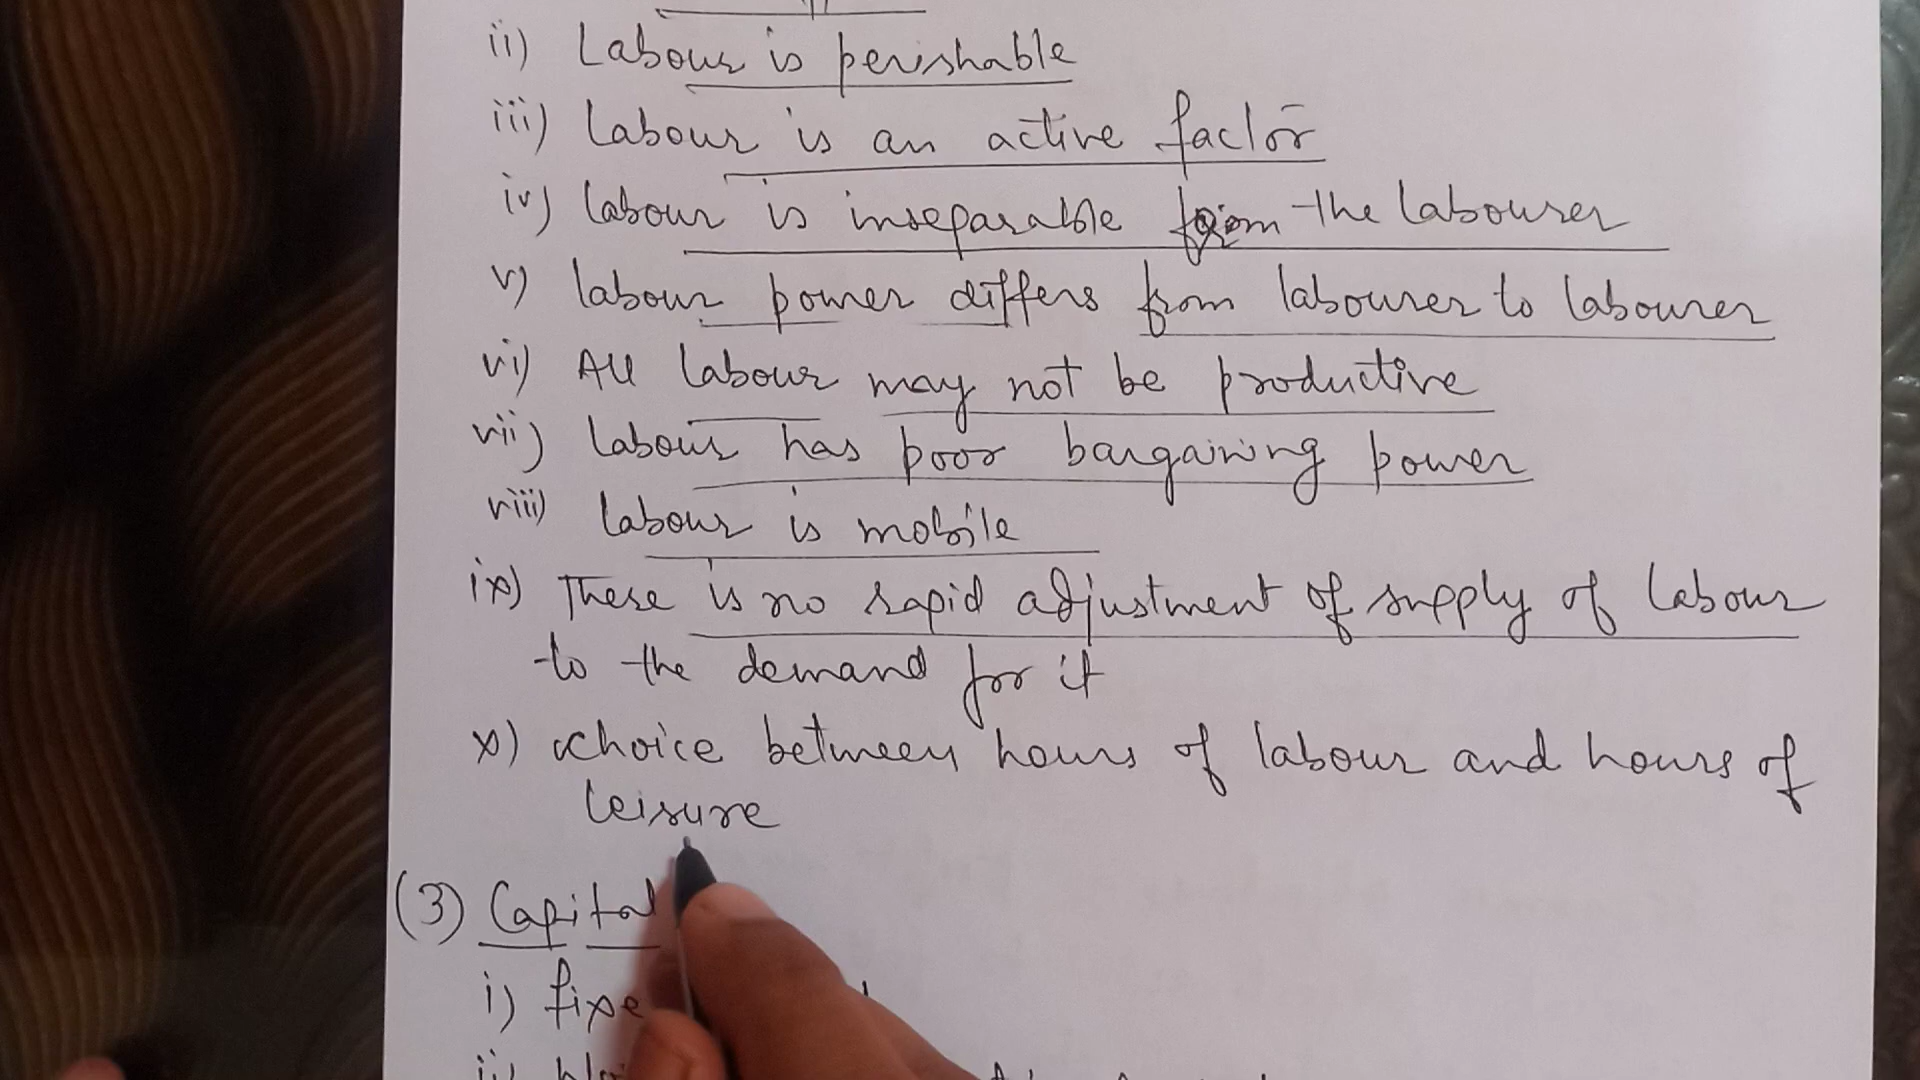 ii) Labour is perishable
iii) Labour is an active factor
iv) labour is inseparable from the labourer
v) labour power differs from labourer to labourer
vi) All labour may not be productive
vii) labour has poor bargaining power
viii) labour is mobile
ix) There is no rapid adjustment of supply of labour
to the demand for it
x) choice between hours of labour and hours of
leisure
(3) Capital
i)
ii)